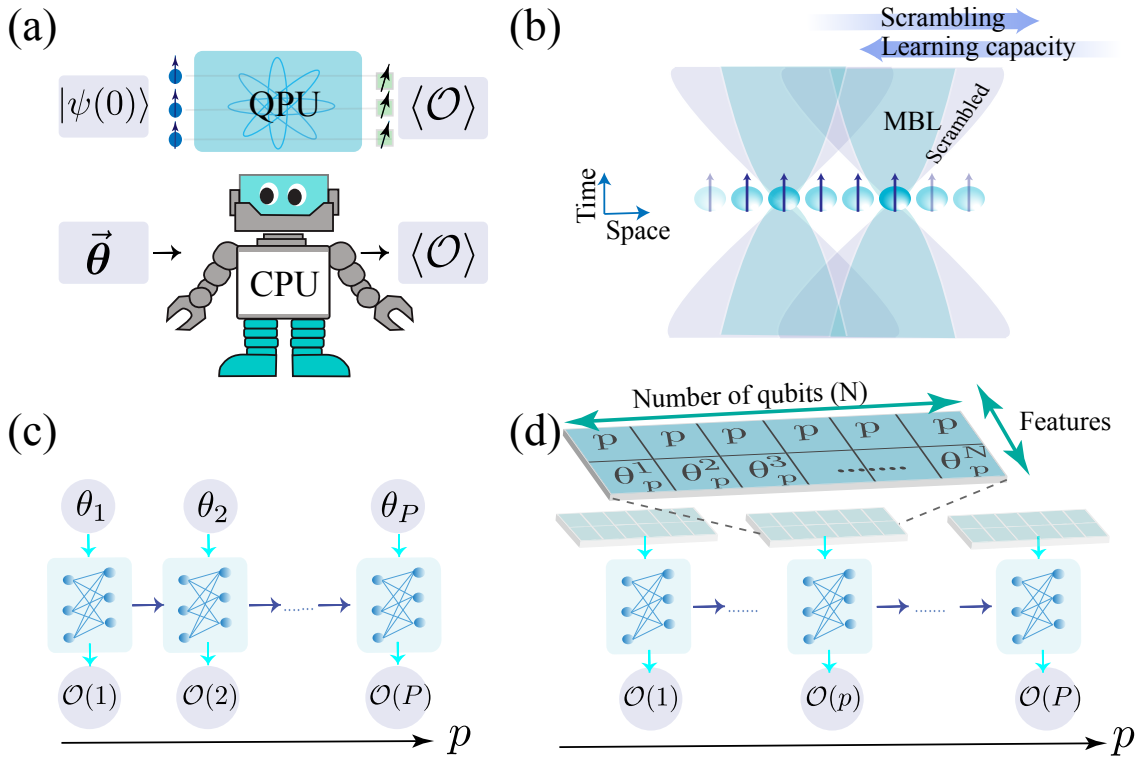 (a)
|ψ(0)⟩
QPU
⟨𝒪⟩
θ⃗
CPU
⟨𝒪⟩
(b)
Scrambling
Learning capacity
MBL
Scrambled
Time
Space
(c)
θ₁ θ₂ θ_P
........
𝒪(1) 𝒪(2) 𝒪(P)
p
(d)
Number of qubits (N)
Features
p p p p p p
θ¹ₚ θ²ₚ θ³ₚ ........ θᴺₚ
........ ........
𝒪(1) 𝒪(p) 𝒪(P)
p